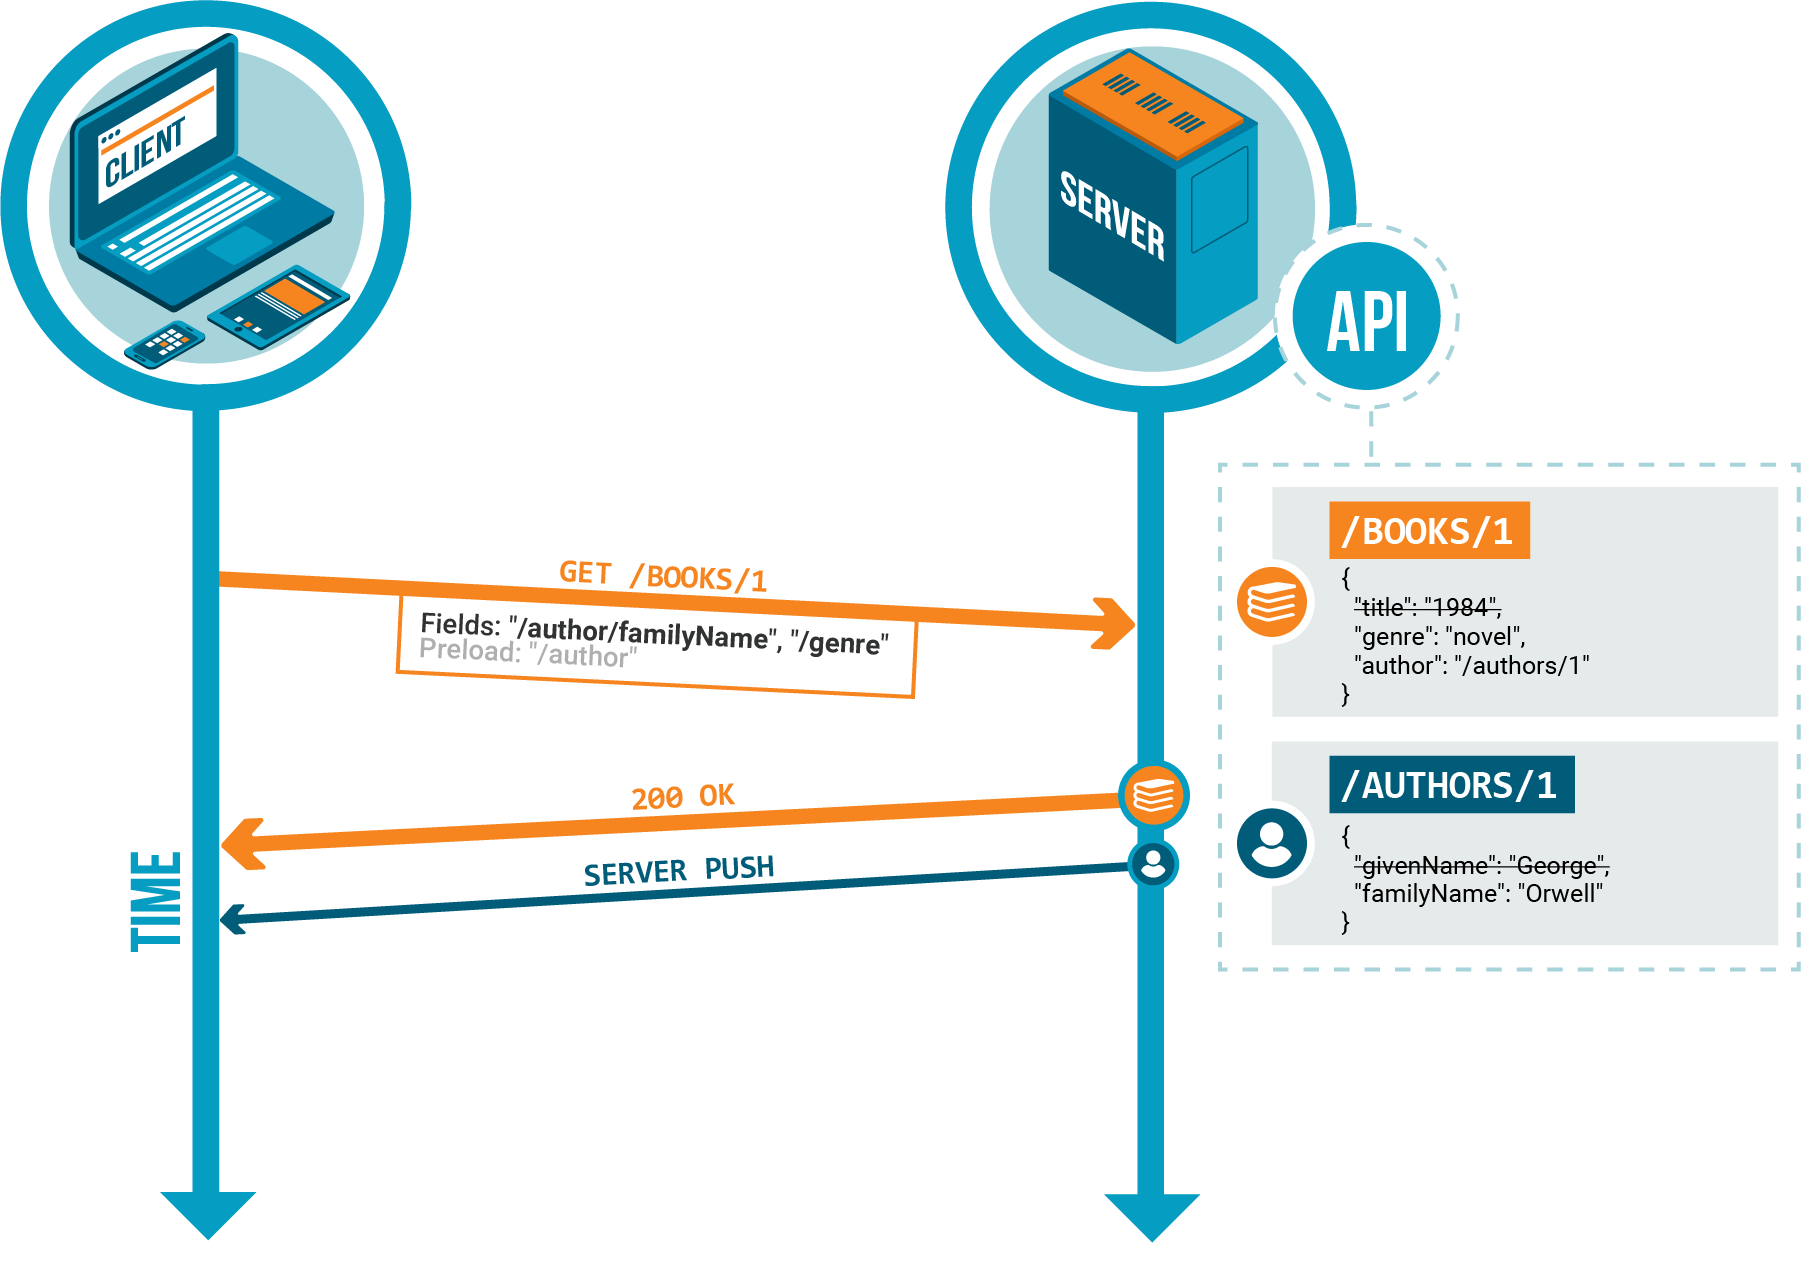 CLIENT
SERVER
API
GET /BOOKS/1
Fields: "/author/familyName", "/genre"
Preload: "/author"
200 OK
SERVER PUSH
TIME
/BOOKS/1
{
"title": "1984",
"genre": "novel",
"author": "/authors/1"
}
/AUTHORS/1
{
"givenName": "George",
"familyName": "Orwell"
}